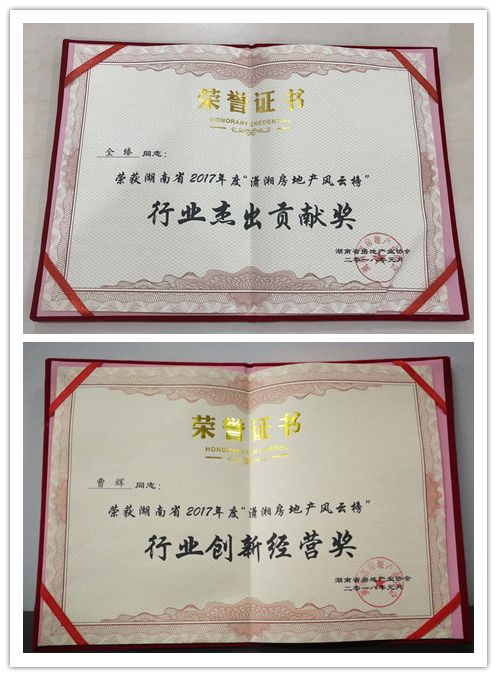 荣誉证书
HONORARY CREDENTIAL
全臻 同志：
荣获湖南省2017年度“潇湘房地产风云榜”
行业杰出贡献奖
湖南省房地产业协会
二零一八年元月
荣誉证书
曹辉 同志：
荣获湖南省2017年度“潇湘房地产风云榜”
行业创新经营奖
湖南省房地产业协会
二零一八年元月